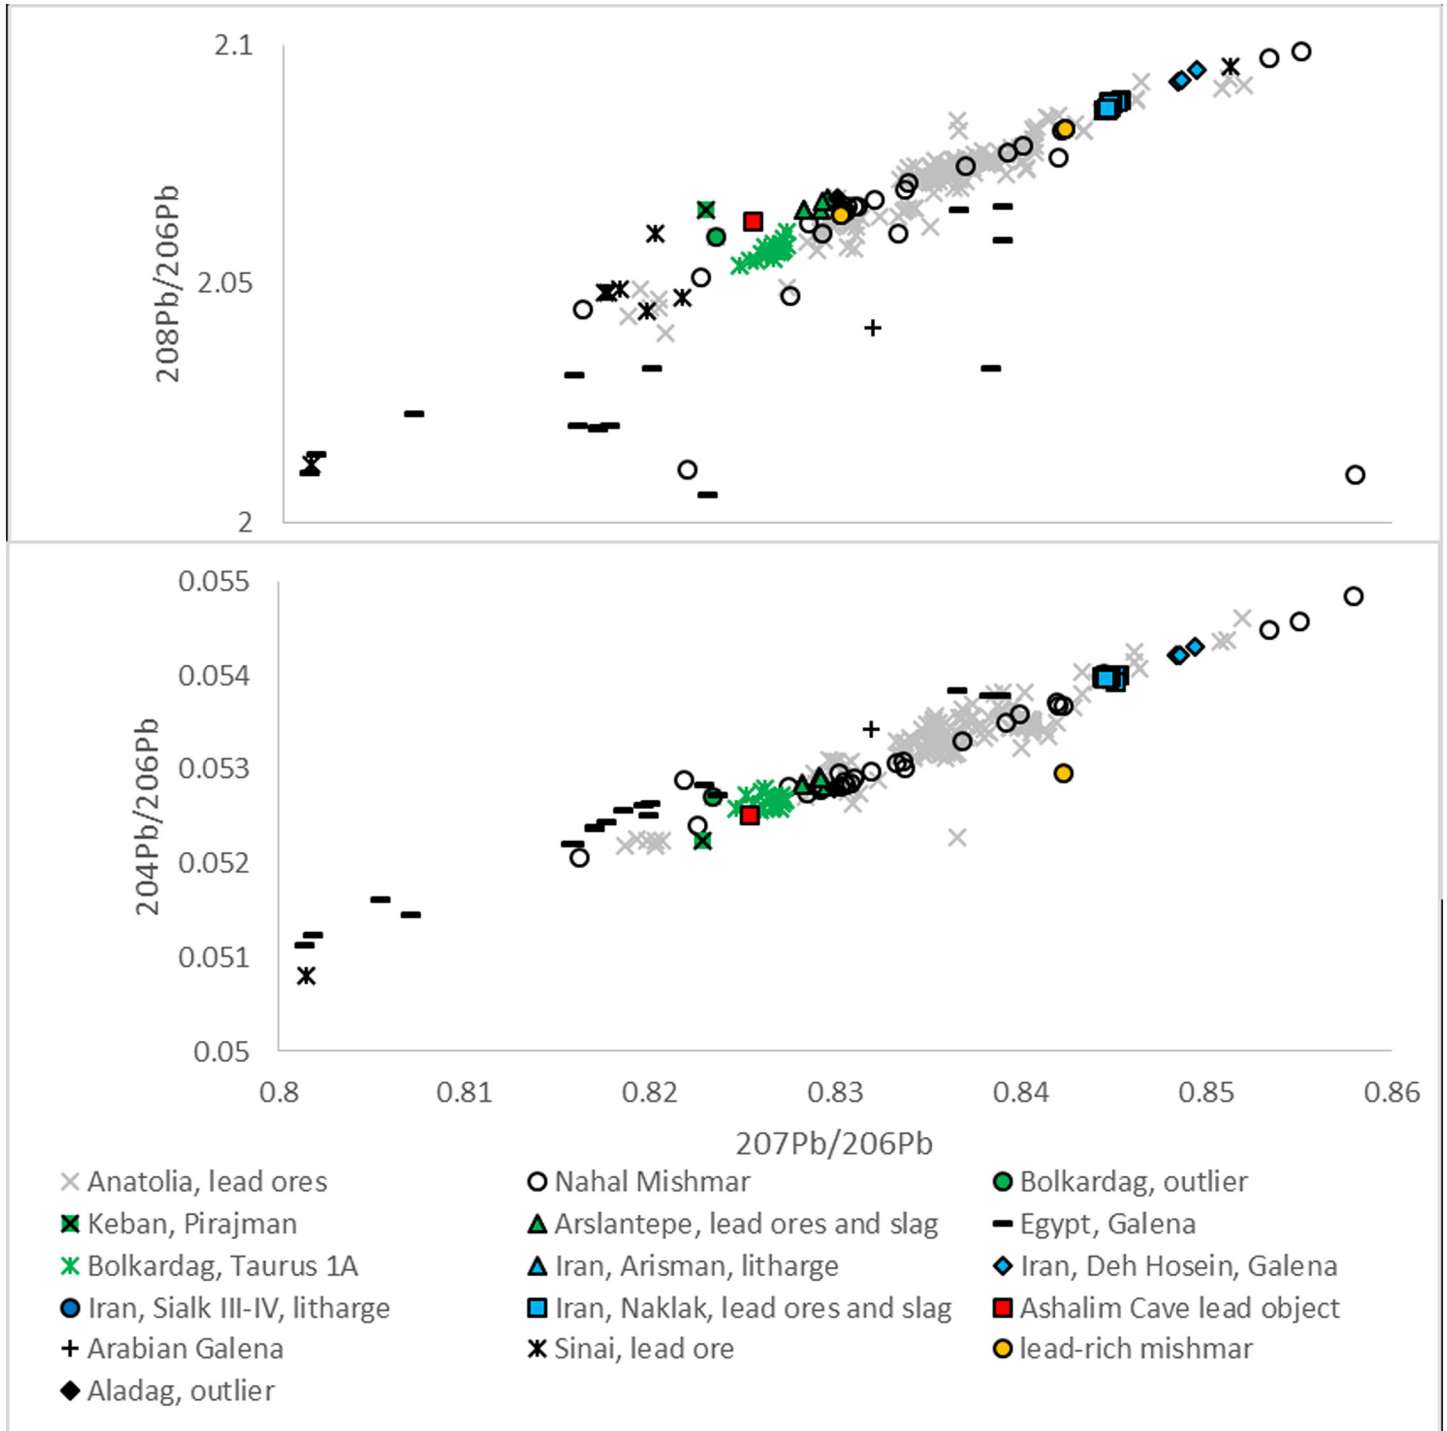 2.1
2.05
2
208Pb/206Pb
0.055
0.054
0.053
0.052
0.051
0.05
204Pb/206Pb
0.8 0.81 0.82 0.83 0.84 0.85 0.86
207Pb/206Pb
Anatolia, lead ores Nahal Mishmar Bolkardag, outlier
Keban, Pirajman Arslantepe, lead ores and slag Egypt, Galena
Bolkardag, Taurus 1A Iran, Arisman, litharge Iran, Deh Hosein, Galena
Iran, Sialk III-IV, litharge Iran, Naklak, lead ores and slag Ashalim Cave lead object
Arabian Galena Sinai, lead ore lead-rich mishmar
Aladag, outlier